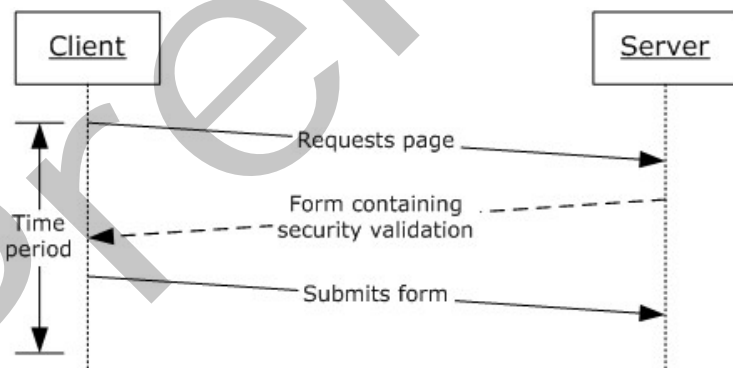 Client
Server
Requests page
Form containing
security validation
Time
period
Submits form